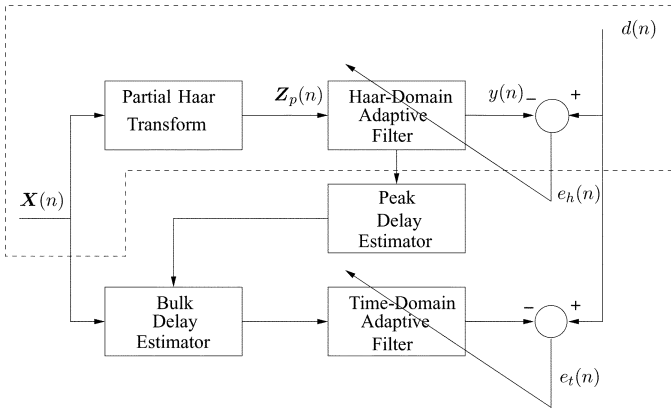 d(n)
Partial Haar
Transform
Z_p(n)
Haar-Domain
Adaptive
Filter
y(n)
−
+
X(n)
e_h(n)
Peak
Delay
Estimator
Bulk
Delay
Estimator
Time-Domain
Adaptive
Filter
−
+
e_t(n)